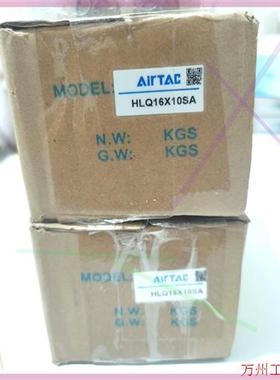 MODEL:
AIRTAC
HLQ16X10SA
N.W: KGS
G.W: KGS
MODEL:
AIRTAC
HLQ16X10SA
N.W: KGS
G.W: KGS
万州工